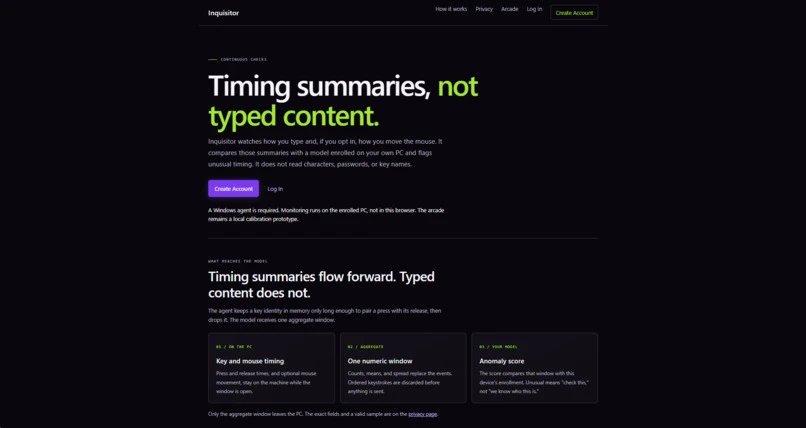 Inquisitor
How it works
Privacy
Arcade
Log In
Create Account
CONTINUOUS CHECKS
Timing summaries, not
typed content.
Inquisitor watches how you type and, if you opt in, how you move the mouse. It
compares those summaries with a model enrolled on your own PC and flags
unusual timing. It does not read characters, passwords, or key names.
Create Account
Log In
A Windows agent is required. Monitoring runs on the enrolled PC, not in this browser. The arcade
remains a local calibration prototype.
WHAT REACHES THE MODEL
Timing summaries flow forward. Typed
content does not.
The agent keeps a key identity in memory only long enough to pair a press with its release, then
drops it. The model receives one aggregate window.
01 / ON THE PC
Key and mouse timing
Press and release times, and optional mouse
movement, stay on the machine while the
window is open.
02 / AGGREGATE
One numeric window
Counts, means, and spread replace the events.
Ordered keystrokes are discarded before
anything is sent.
03 / YOUR MODEL
Anomaly score
The score compares that window with this
device's enrollment. Unusual means "check this,"
not "we know who this is."
Only the aggregate window leaves the PC. The exact fields and a valid sample are on the privacy page.